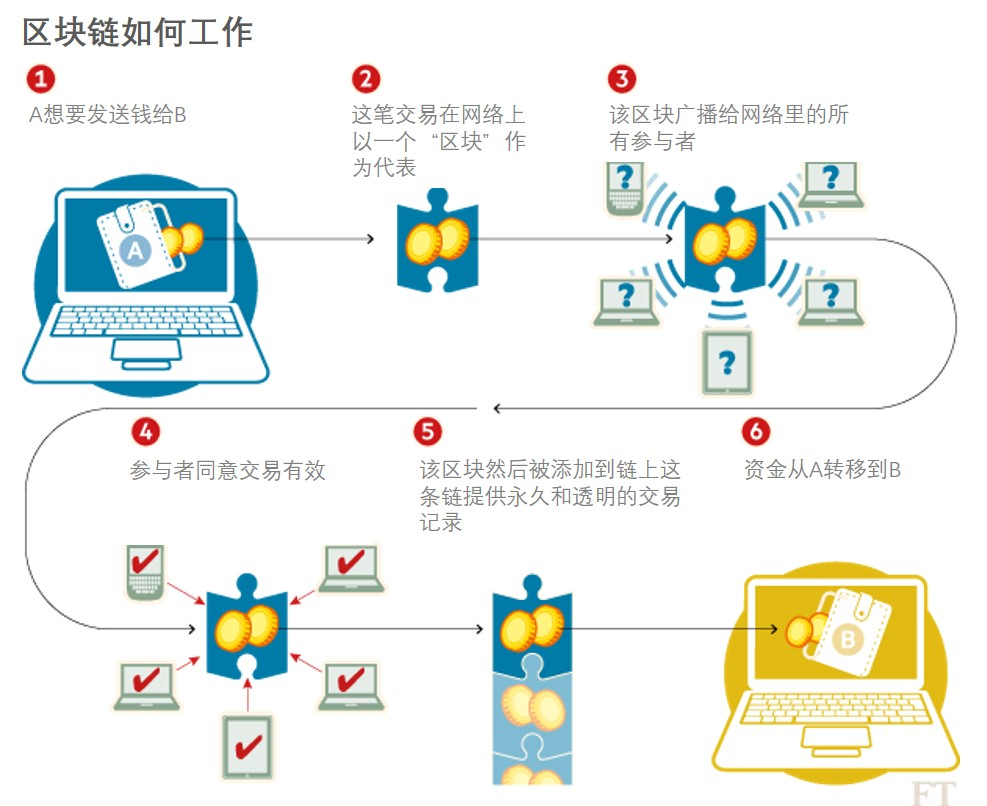 区块链如何工作
1
A想要发送钱给B
2
这笔交易在网络上
以一个“区块”作
为代表
3
该区块广播给网络里的所
有参与者
A
?
?
?
?
?
4
参与者同意交易有效
5
该区块然后被添加到链上这
条链提供永久和透明的交易
记录
6
资金从A转移到B
B
FT